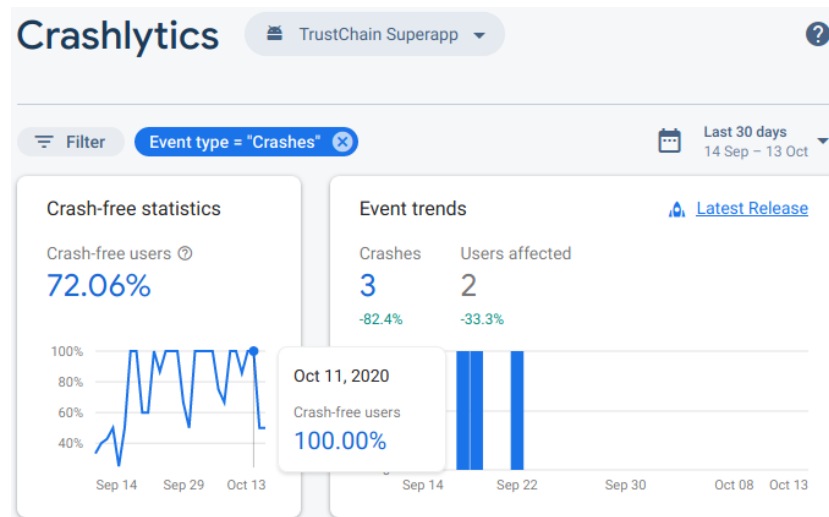 Crashlytics
TrustChain Superapp
Filter
Event type = "Crashes"
Last 30 days
14 Sep – 13 Oct
Crash-free statistics
Crash-free users
72.06%
100%
80%
60%
40%
Sep 14 Sep 29 Oct 13
Event trends
Latest Release
Crashes Users affected
3 2
-82.4% -33.3%
Oct 11, 2020
Crash-free users
100.00%
Sep 14 Sep 22 Sep 30 Oct 08 Oct 13